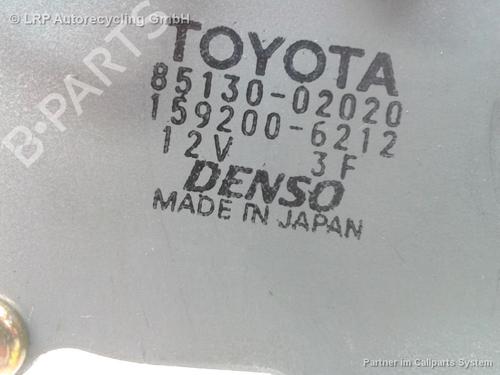 © LRP Autorecycling GmbH
B-PARTS
TOYOTA
85130-02020
159200-6212
12V 3F
DENSO
MADE IN JAPAN
Partner im Callparts System